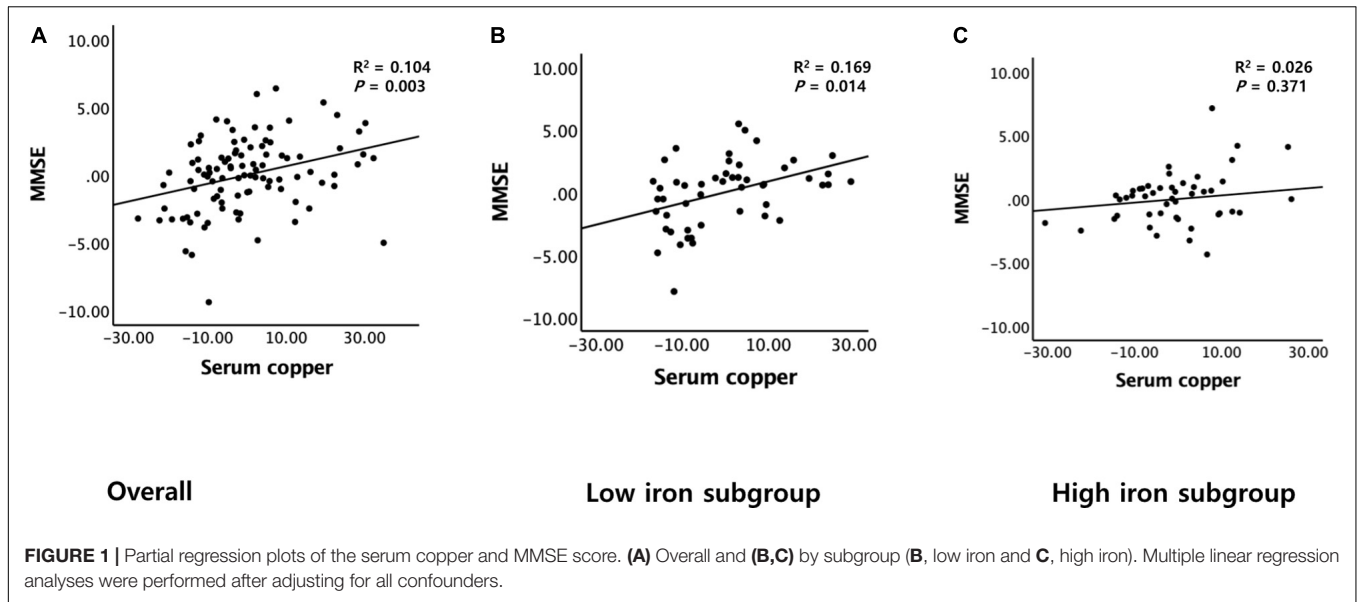 A
10.00
5.00
.00
−5.00
−10.00
MMSE
R² = 0.104
P = 0.003
−30.00 −10.00 10.00 30.00
Serum copper
Overall
B
10.00
5.00
.00
−5.00
−10.00
MMSE
R² = 0.169
P = 0.014
−30.00 −10.00 10.00 30.00
Serum copper
Low iron subgroup
C
10.00
5.00
.00
−5.00
−10.00
MMSE
R² = 0.026
P = 0.371
−30.00 −10.00 10.00 30.00
Serum copper
High iron subgroup
FIGURE 1 | Partial regression plots of the serum copper and MMSE score. (A) Overall and (B,C) by subgroup (B, low iron and C, high iron). Multiple linear regression
analyses were performed after adjusting for all confounders.